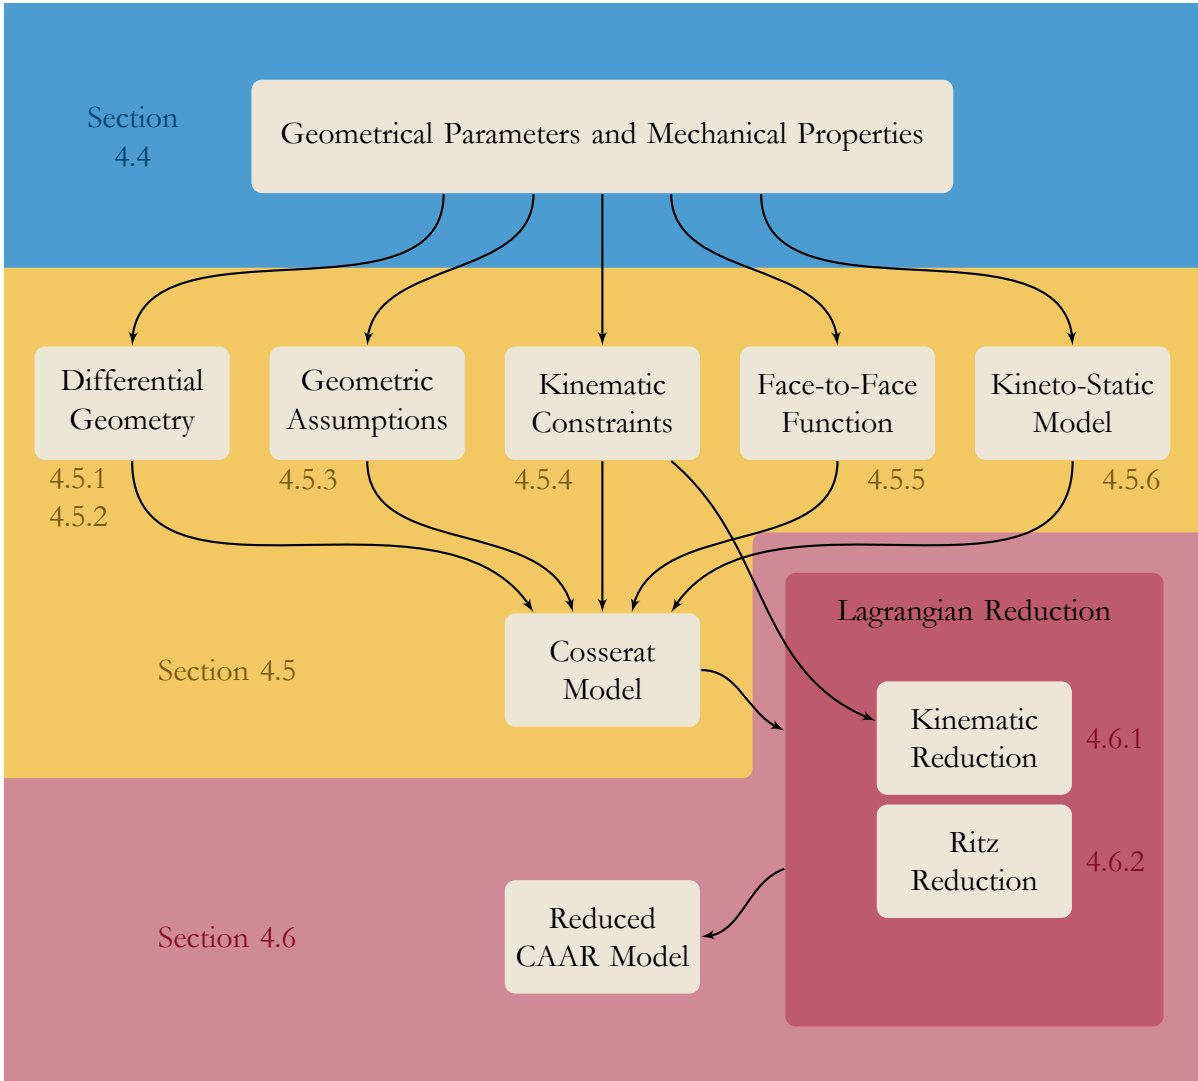 Section
4.4
Geometrical Parameters and Mechanical Properties
Differential
Geometry
4.5.1
4.5.2
Geometric
Assumptions
4.5.3
Kinematic
Constraints
4.5.4
Face-to-Face
Function
4.5.5
Kineto-Static
Model
4.5.6
Section 4.5
Cosserat
Model
Lagrangian Reduction
Kinematic
Reduction
4.6.1
Ritz
Reduction
4.6.2
Section 4.6
Reduced
CAAR Model